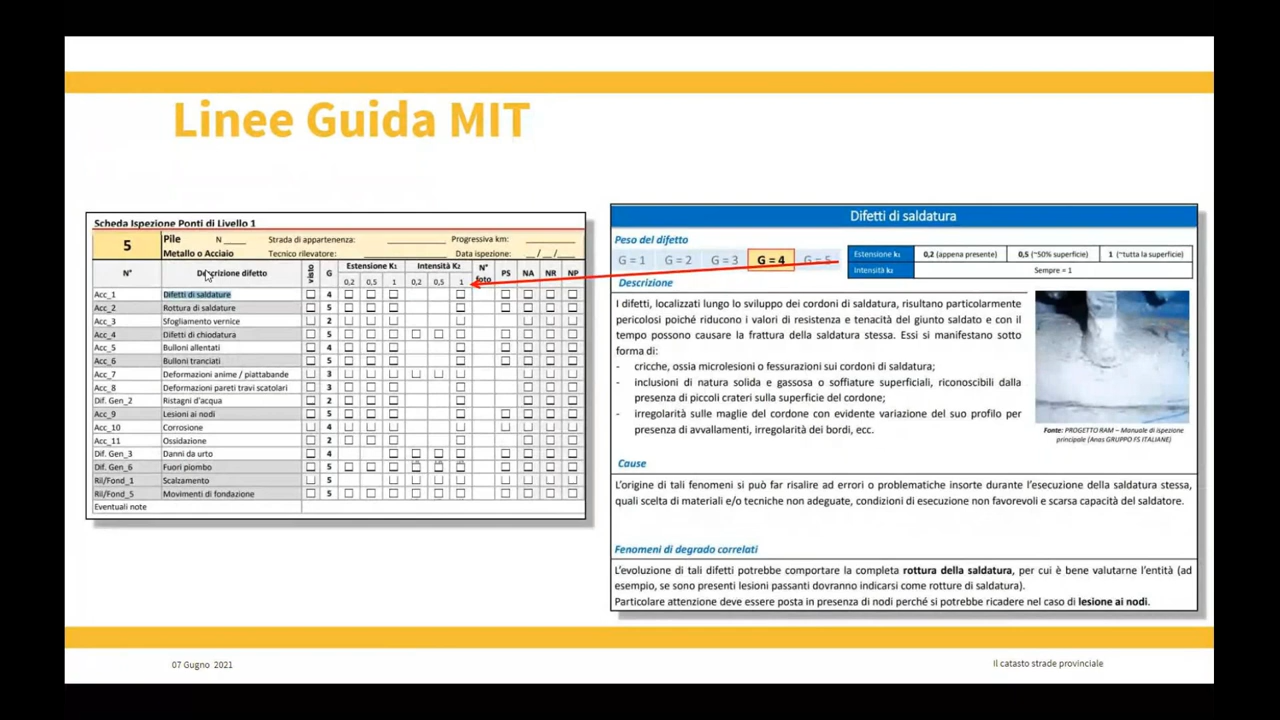 Linee Guida MIT
Scheda Ispezione Ponti di Livello 1
5 Pile N ____ Strada di appartenenza: ____ Progressiva km: ____
Metallo o Acciaio Tecnico rilevatore: ____ Data ispezione: __/__/____
N° Descrizione difetto visto G Estensione K₁ Intensità K₂ N° foto PS NA NR NP
0,2 0,5 1 0,2 0,5 1
Acc_1 Difetti di saldature 4
Acc_2 Rottura di saldature 5
Acc_3 Sfogliamento vernice 2
Acc_4 Difetti di chiodatura 5
Acc_5 Bulloni allentati 4
Acc_6 Bulloni tranciati 5
Acc_7 Deformazioni anime / piattabande 3
Acc_8 Deformazioni pareti travi scatolari 3
Dif. Gen_2 Ristagni d'acqua 2
Acc_9 Lesioni ai nodi 5
Acc_10 Corrosione 4
Acc_11 Ossidazione 2
Dif. Gen_3 Danni da urto 4
Dif. Gen_6 Fuori piombo 5
Ril/Fond_1 Scalzamento 5
Ril/Fond_5 Movimenti di fondazione 5
Eventuali note
Difetti di saldatura
Peso del difetto
G = 1 G = 2 G = 3 G = 4 G = 5
Estensione k₁ 0,2 (appena presente) 0,5 (~50% superficie) 1 (~tutta la superficie)
Intensità k₂ Sempre = 1
Descrizione
I difetti, localizzati lungo lo sviluppo dei cordoni di saldatura, risultano particolarmente
pericolosi poiché riducono i valori di resistenza e tenacità del giunto saldato e con il
tempo possono causare la frattura della saldatura stessa. Essi si manifestano sotto
forma di:
- cricche, ossia microlesioni o fessurazioni sui cordoni di saldatura;
- inclusioni di natura solida e gassosa o soffiature superficiali, riconoscibili dalla
presenza di piccoli crateri sulla superficie del cordone;
- irregolarità sulle maglie del cordone con evidente variazione del suo profilo per
presenza di avvallamenti, irregolarità dei bordi, ecc.
Fonte: PROGETTO RAM – Manuale di ispezione
principale (Anas GRUPPO FS ITALIANE)
Cause
L'origine di tali fenomeni si può far risalire ad errori o problematiche insorte durante l'esecuzione della saldatura stessa,
quali scelta di materiali e/o tecniche non adeguate, condizioni di esecuzione non favorevoli e scarsa capacità del saldatore.
Fenomeni di degrado correlati
L'evoluzione di tali difetti potrebbe comportare la completa rottura della saldatura, per cui è bene valutarne l'entità (ad
esempio, se sono presenti lesioni passanti dovranno indicarsi come rotture di saldatura).
Particolare attenzione deve essere posta in presenza di nodi perché si potrebbe ricadere nel caso di lesione ai nodi.
07 Gugno 2021
Il catasto strade provinciale